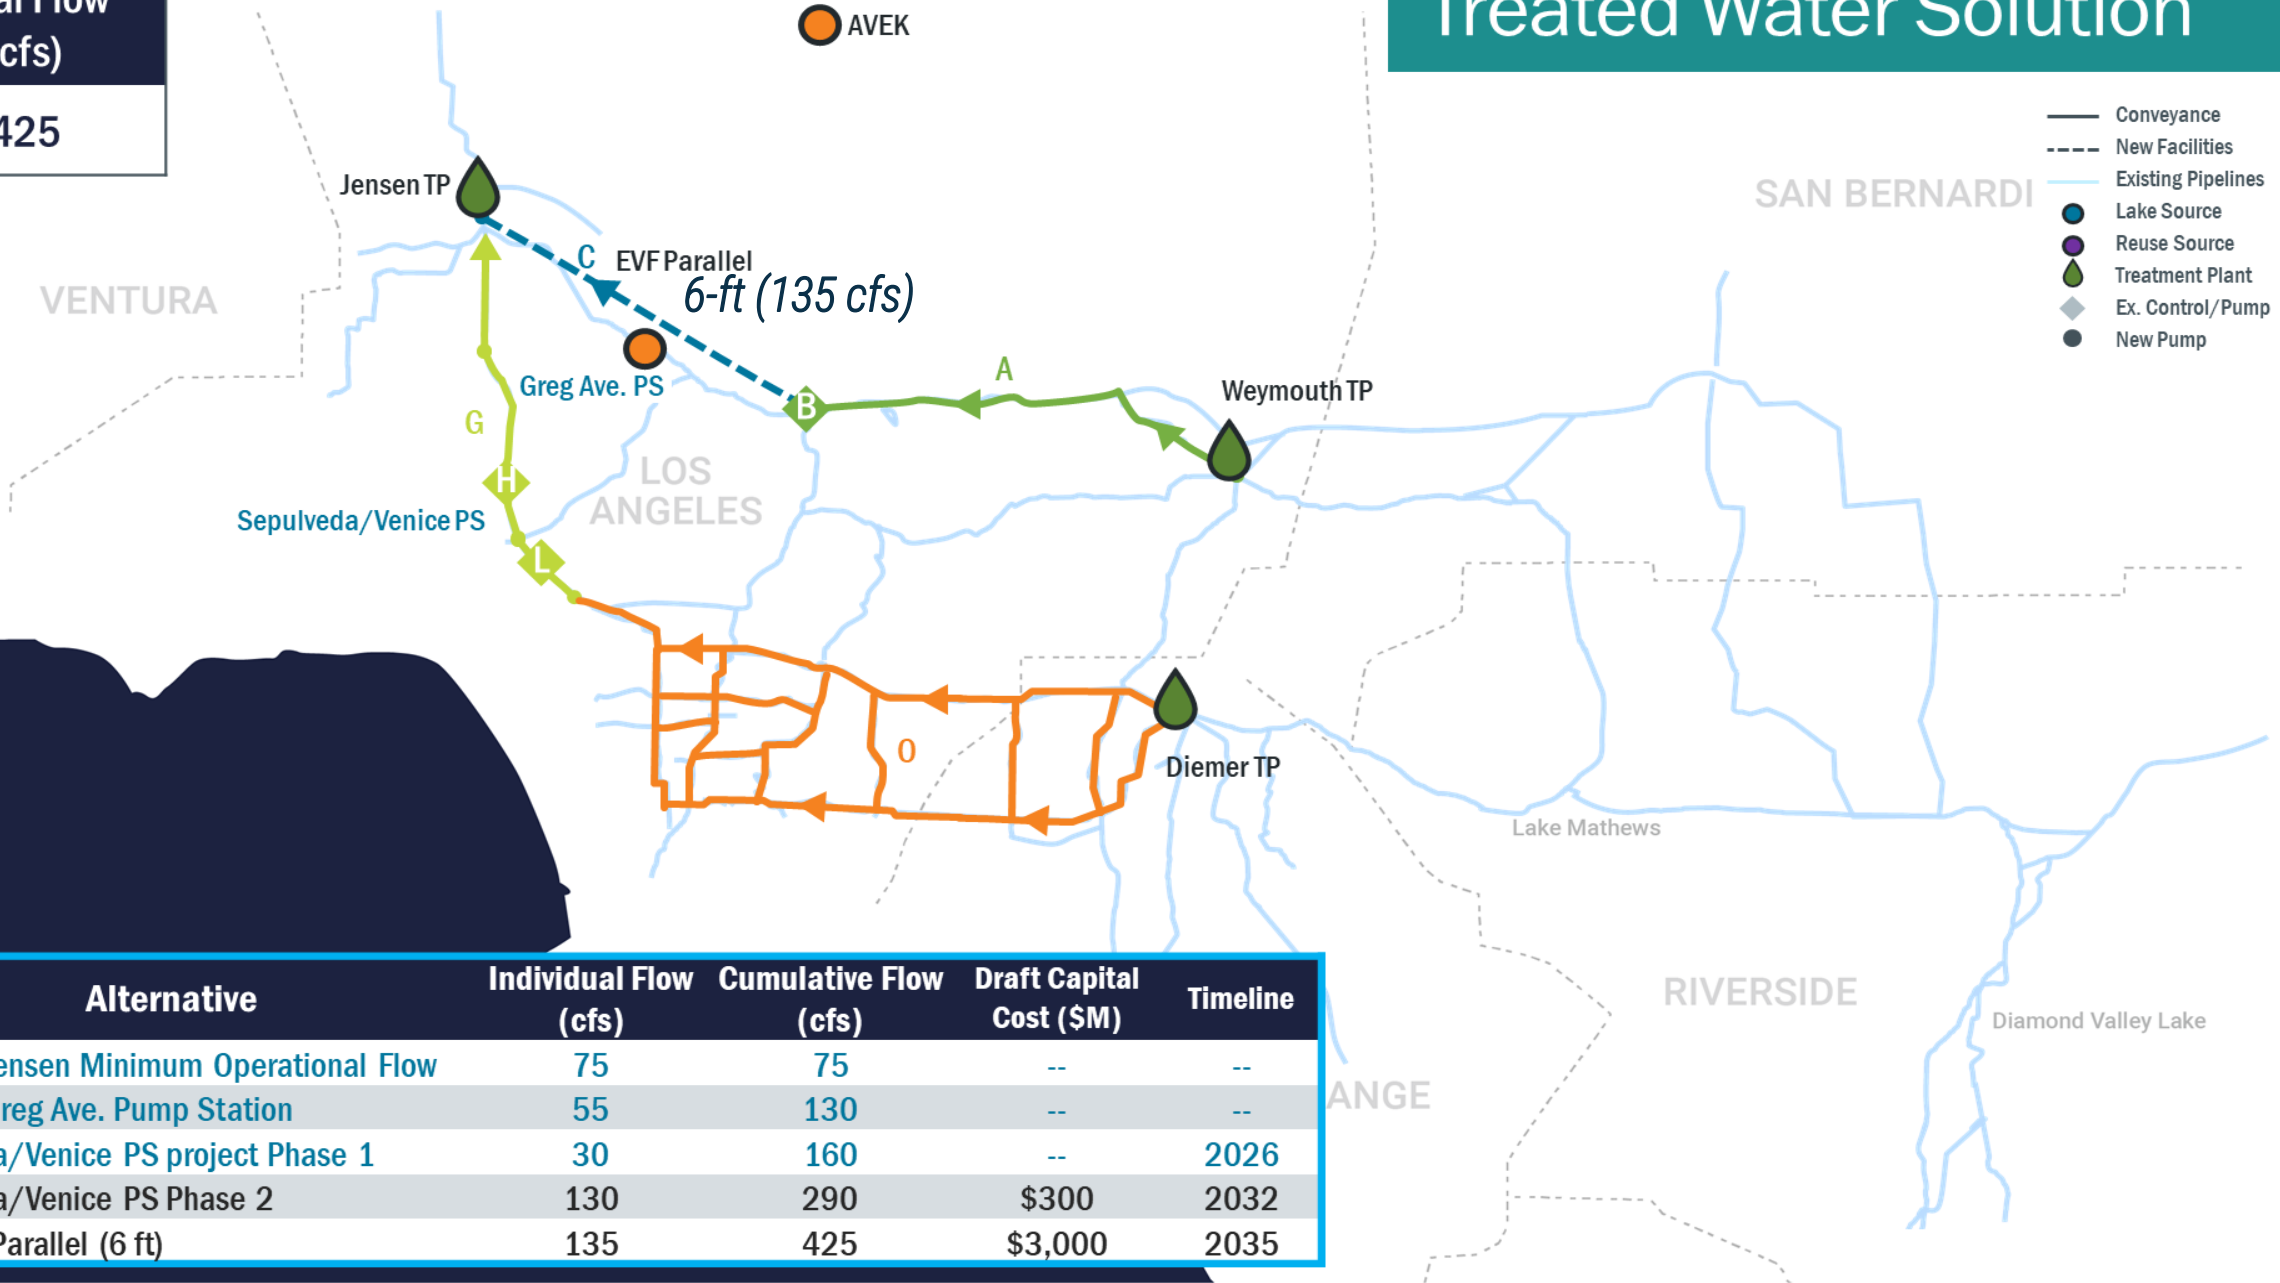 al Flow
(cfs)
425
Treated Water Solution
AVEK
Conveyance
New Facilities
Existing Pipelines
Lake Source
Reuse Source
Treatment Plant
Ex. Control/Pump
New Pump
SAN BERNARDI
Jensen TP
C
EVF Parallel
6-ft (135 cfs)
VENTURA
Greg Ave. PS
A
B
Weymouth TP
G
H
LOS
ANGELES
Sepulveda/Venice PS
L
O
Diemer TP
Lake Mathews
RIVERSIDE
Diamond Valley Lake
ANGE
Alternative Individual Flow (cfs) Cumulative Flow (cfs) Draft Capital Cost ($M) Timeline
ensen Minimum Operational Flow 75 75 -- --
reg Ave. Pump Station 55 130 -- --
a/Venice PS project Phase 1 30 160 -- 2026
a/Venice PS Phase 2 130 290 $300 2032
Parallel (6 ft) 135 425 $3,000 2035